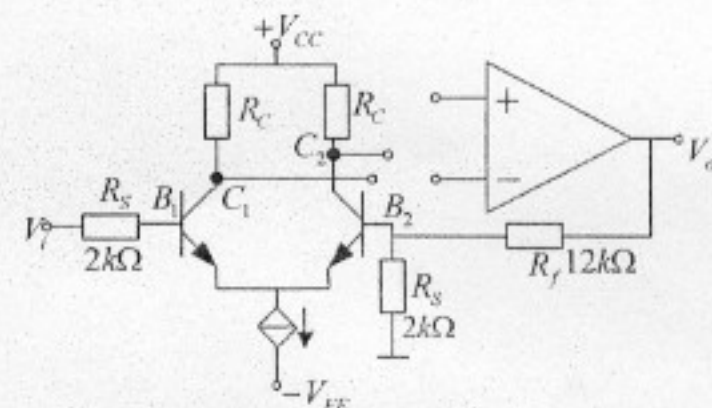 +V_CC
R_C
R_C
+
−
C_2
C_1
V_o
R_S
B_1
B_2
V_i
2kΩ
R_f 12kΩ
R_S
2kΩ
−V_EE